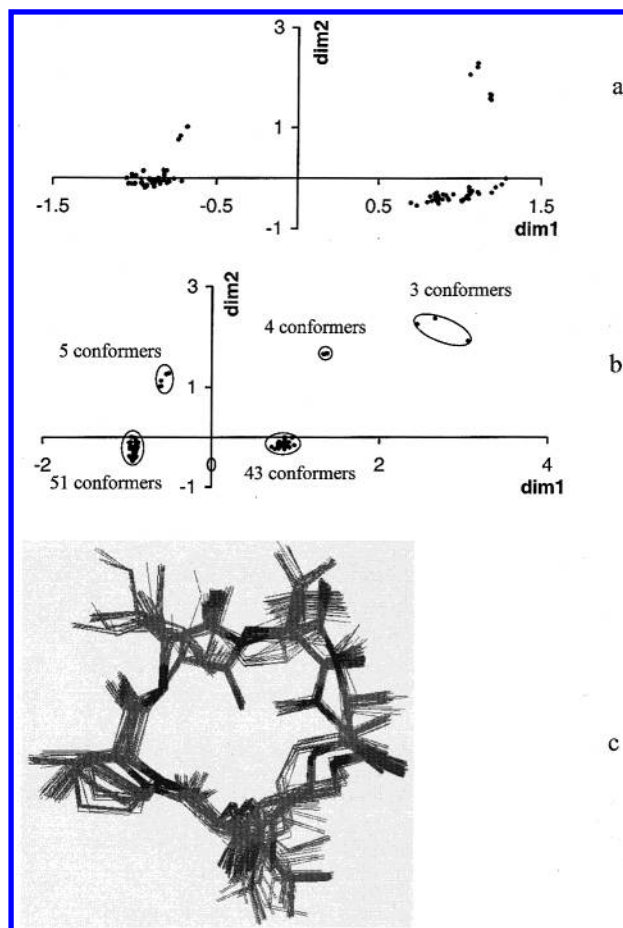 3
dim2
a
1
-1.5
-0.5
0.5
1.5
-1
dim1
3
dim2
3 conformers
4 conformers
5 conformers
b
1
-2
0
2
4
51 conformers
-1
43 conformers
dim1
c